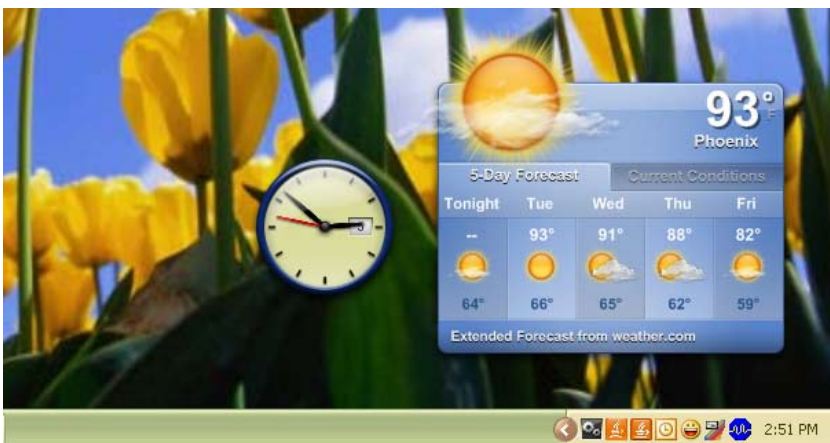 93°
F
Phoenix
5-Day Forecast Current Conditions
Tonight Tue Wed Thu Fri
-- 93° 91° 88° 82°
64° 66° 65° 62° 59°
Extended Forecast from weather.com
2:51 PM